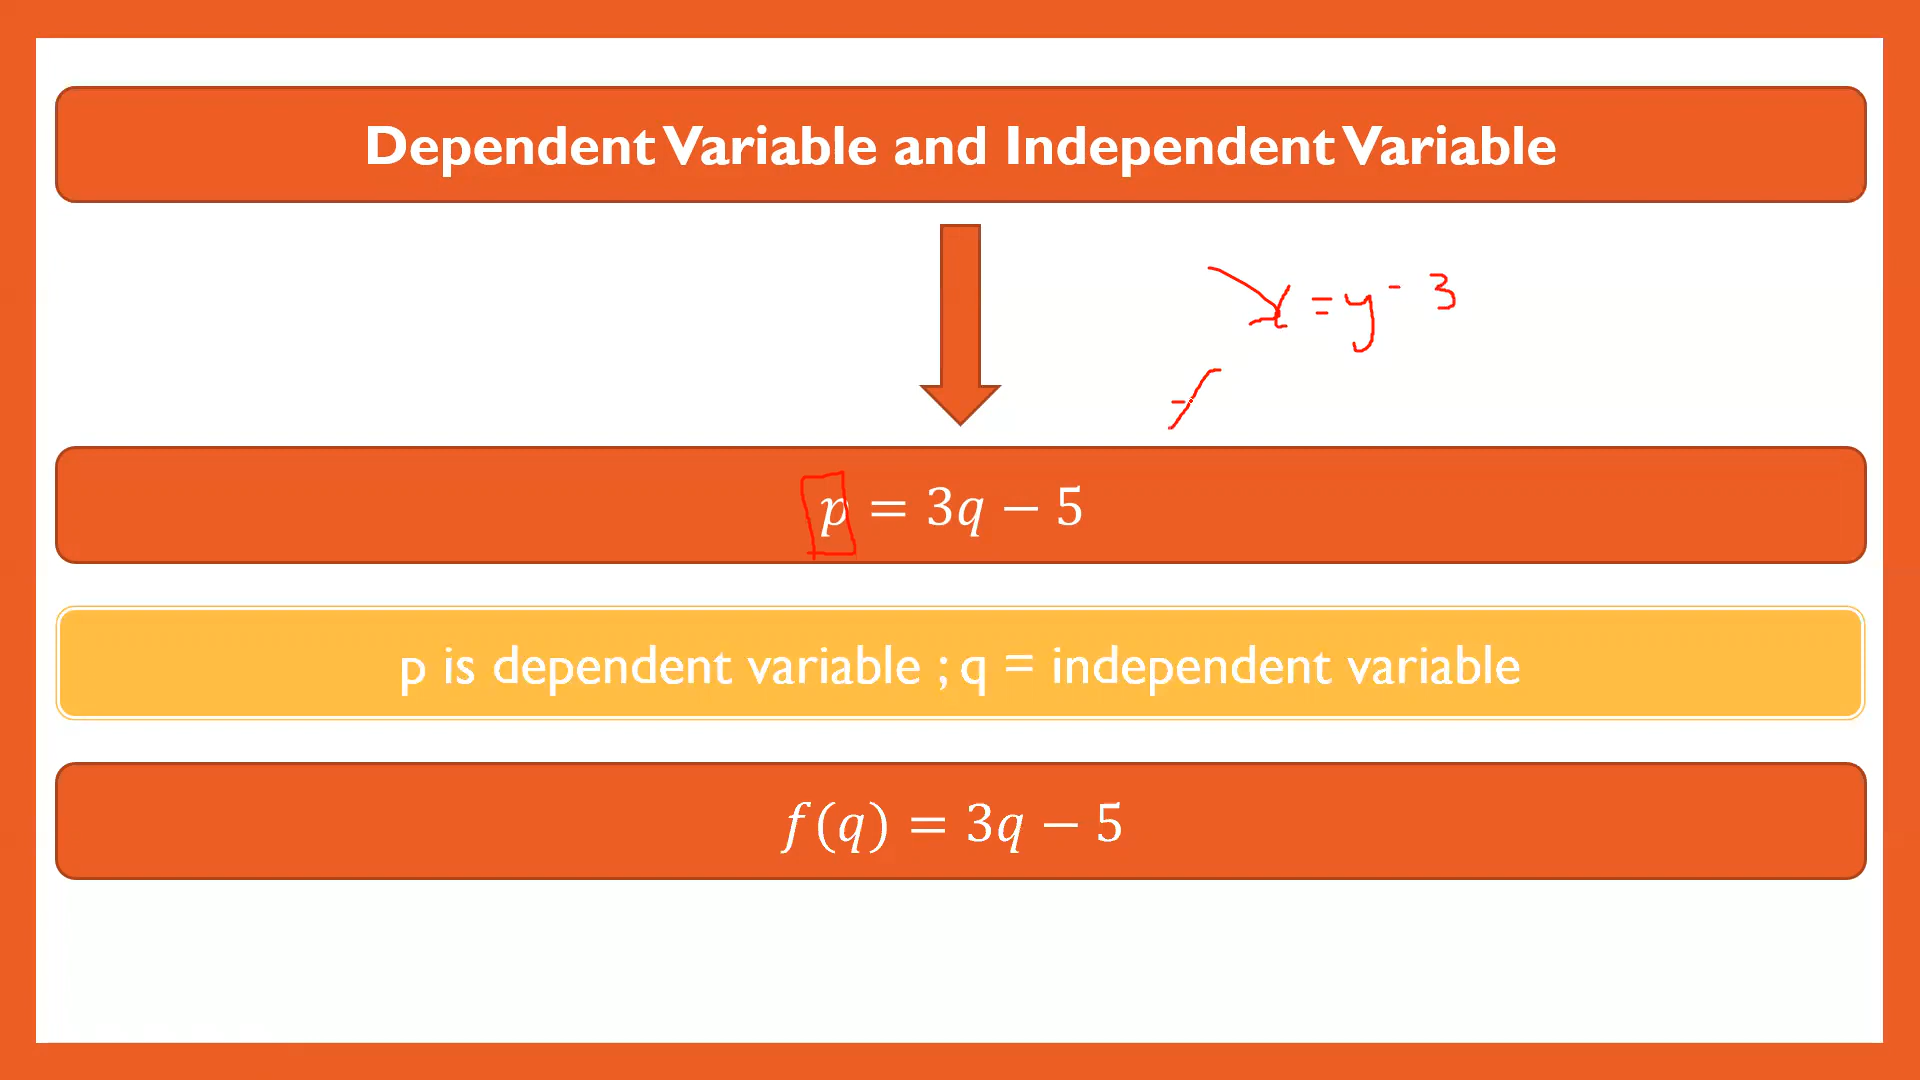 Dependent Variable and Independent Variable
x = y - 3
f
p = 3q − 5
p is dependent variable ; q = independent variable
f(q) = 3q − 5